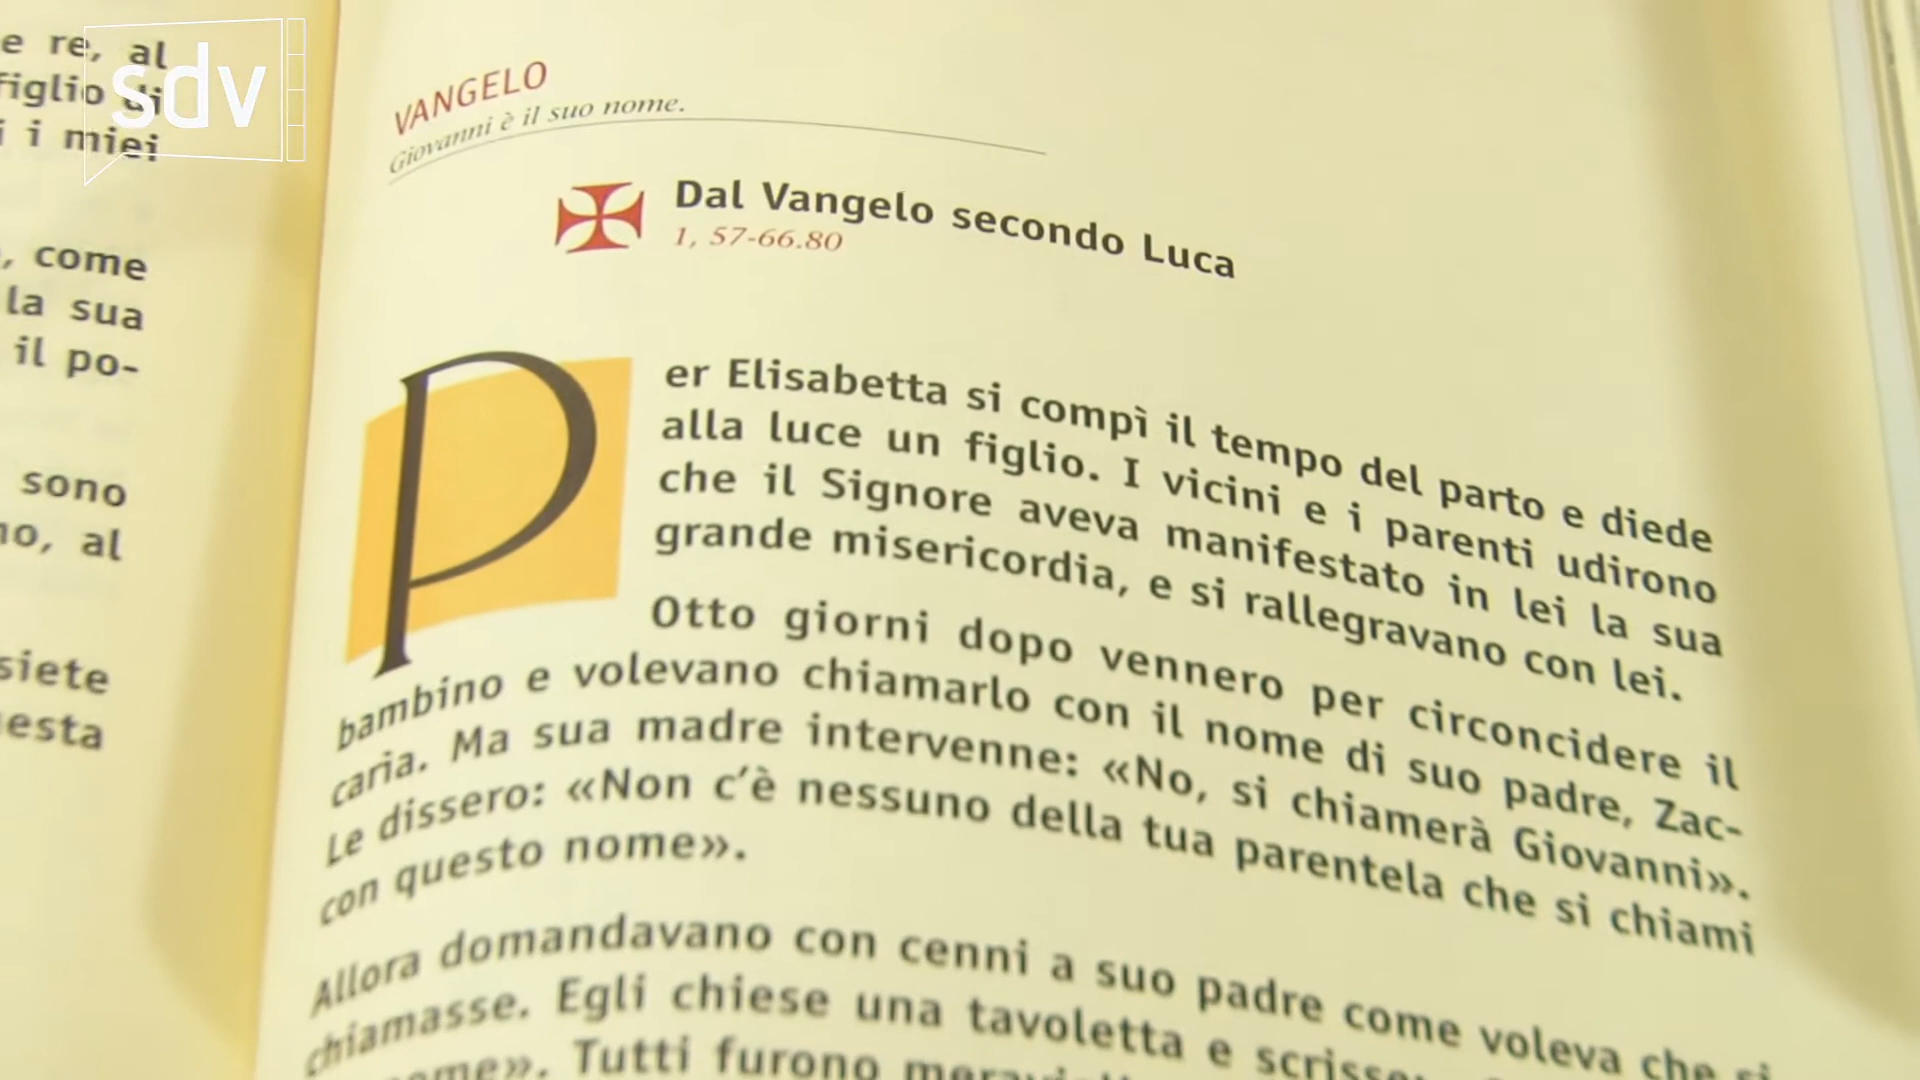 sdv
e re, al
figlio di
i i miei
, come
la sua
il po-
sono
no, al
siete
uesta
VANGELO
Giovanni è il suo nome.
Dal Vangelo secondo Luca
1, 57-66.80
Per Elisabetta si compì il tempo del parto e diede
alla luce un figlio. I vicini e i parenti udirono
che il Signore aveva manifestato in lei la sua
grande misericordia, e si rallegravano con lei.
Otto giorni dopo vennero per circoncidere il
bambino e volevano chiamarlo con il nome di suo padre, Zac-
caria. Ma sua madre intervenne: «No, si chiamerà Giovanni».
Le dissero: «Non c'è nessuno della tua parentela che si chiami
con questo nome».
Allora domandavano con cenni a suo padre come voleva che si
chiamasse. Egli chiese una tavoletta e scrisse:
nome». Tutti furono